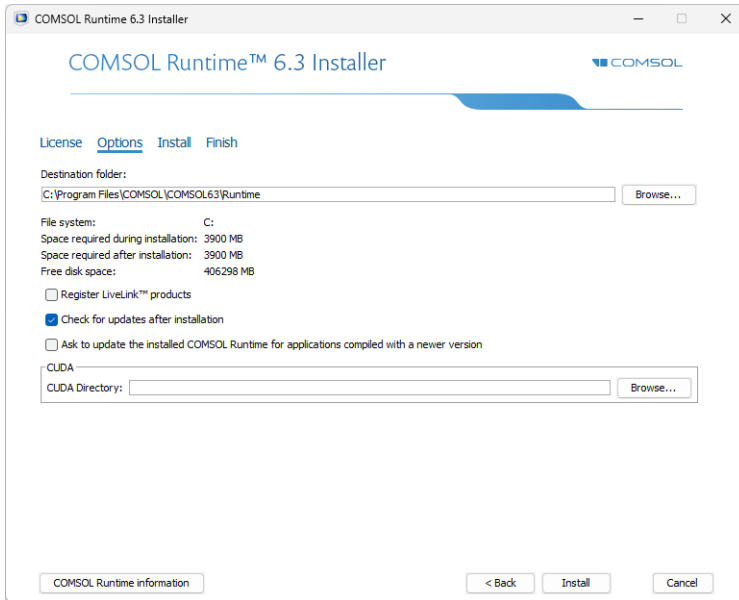 COMSOL Runtime 6.3 Installer
COMSOL Runtime™ 6.3 Installer
COMSOL
License Options Install Finish
Destination folder:
C:\Program Files\COMSOL\COMSOL63\Runtime Browse...
File system: C:
Space required during installation: 3900 MB
Space required after installation: 3900 MB
Free disk space: 406298 MB
Register LiveLink™ products
Check for updates after installation
Ask to update the installed COMSOL Runtime for applications compiled with a newer version
CUDA
CUDA Directory: Browse...
COMSOL Runtime information < Back Install Cancel